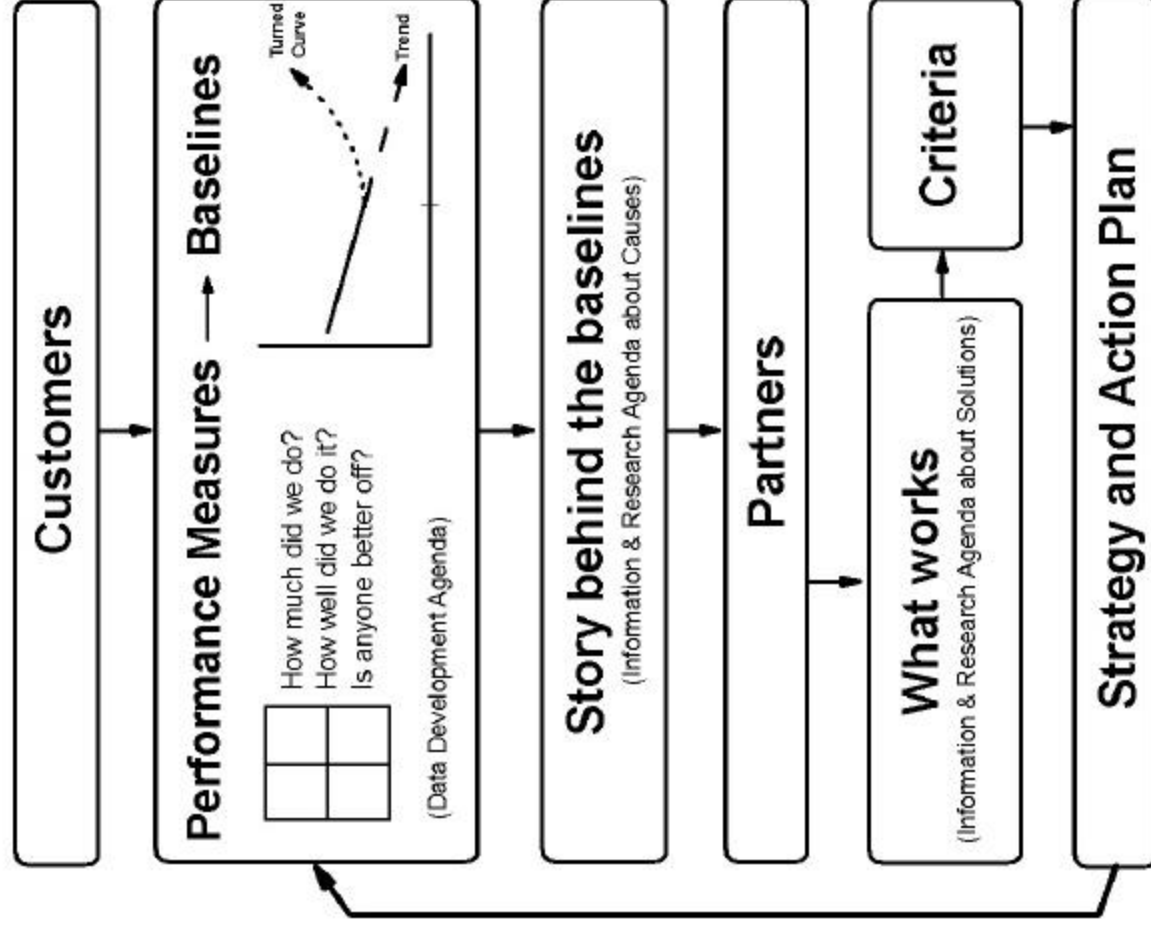 Customers
Performance Measures Baselines
How much did we do?
How well did we do it?
Is anyone better off?
(Data Development Agenda)
Turned
Curve
Trend
Story behind the baselines
(Information & Research Agenda about Causes)
Partners
What works
(Information & Research Agenda about Solutions)
Criteria
Strategy and Action Plan